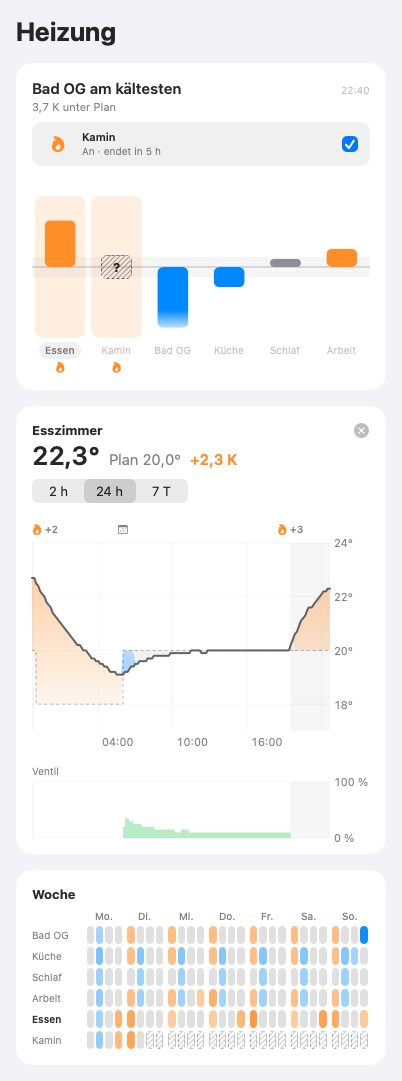 Heizung
Bad OG am kältesten
22:40
3,7 K unter Plan
Kamin
An · endet in 5 h
?
Essen Kamin Bad OG Küche Schlaf Arbeit
Esszimmer
22,3° Plan 20,0° +2,3 K
2 h 24 h 7 T
+2 +3
24°
22°
20°
18°
04:00 10:00 16:00
Ventil
100 %
0 %
Woche
Mo. Di. Mi. Do. Fr. Sa. So.
Bad OG
Küche
Schlaf
Arbeit
Essen
Kamin